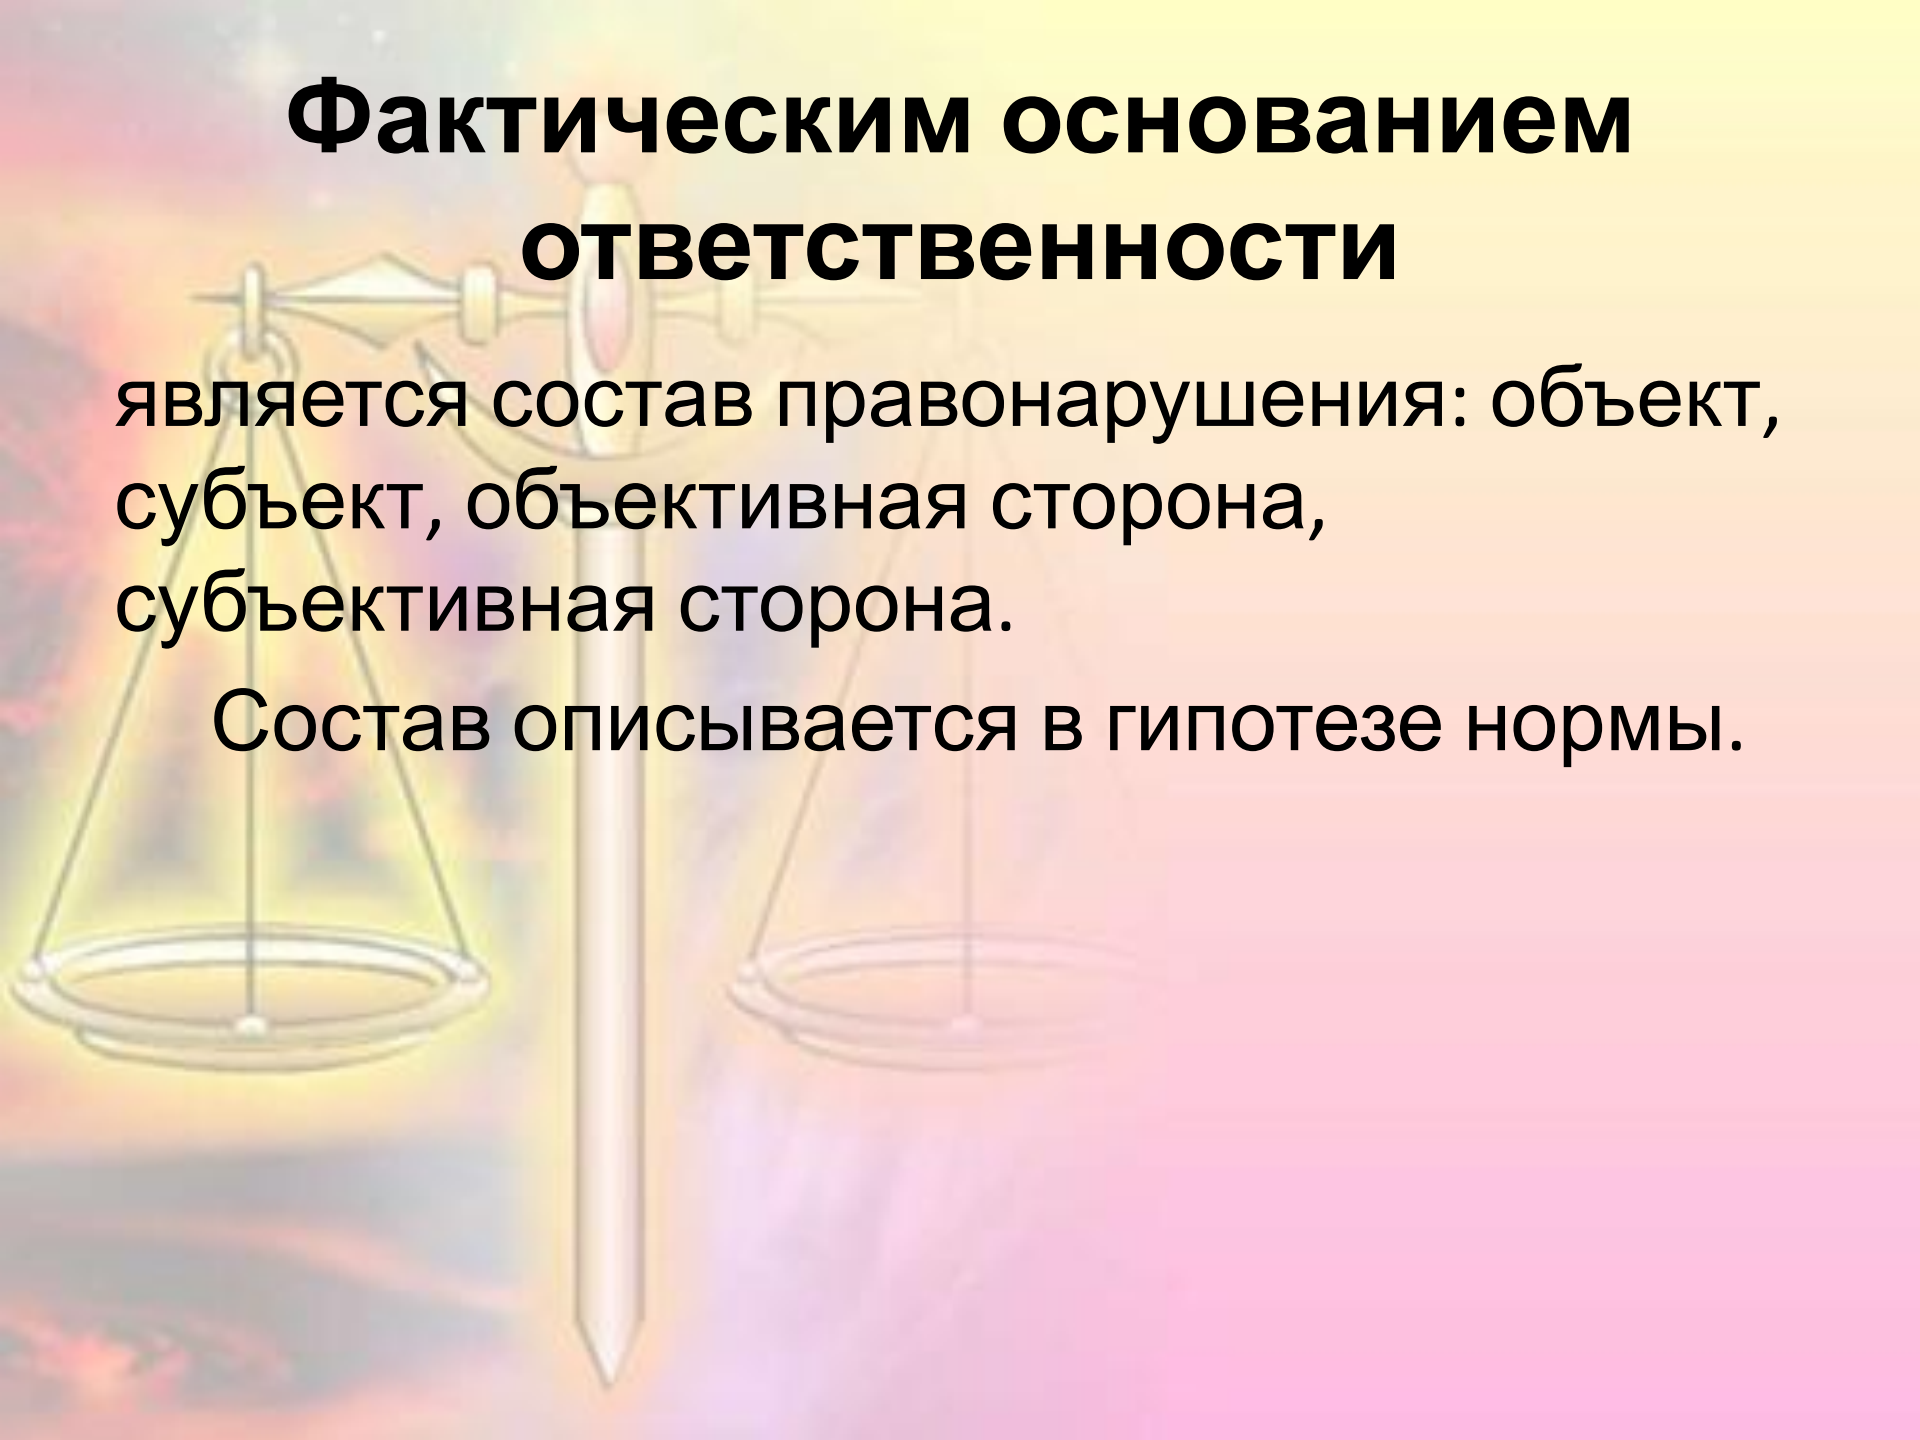 Фактическим основанием
ответственности
является состав правонарушения: объект,
субъект, объективная сторона,
субъективная сторона.
Состав описывается в гипотезе нормы.